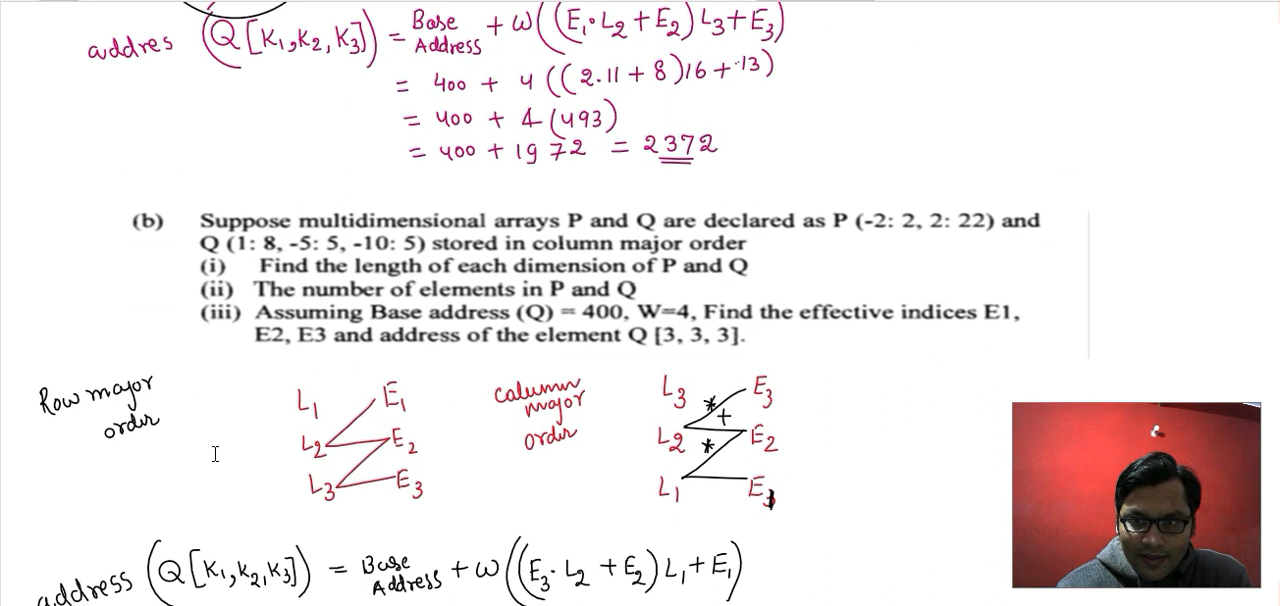 addres (Q[K₁,K₂,K₃]) = Base Address + W((E₁·L₂+E₂)L₃+E₃)
= 400 + 4((2.11+8)16+13)
= 400 + 4(493)
= 400 + 1972 = 2372
(b) Suppose multidimensional arrays P and Q are declared as P (-2: 2, 2: 22) and
Q (1: 8, -5: 5, -10: 5) stored in column major order
(i) Find the length of each dimension of P and Q
(ii) The number of elements in P and Q
(iii) Assuming Base address (Q) = 400, W=4, Find the effective indices E1,
E2, E3 and address of the element Q [3, 3, 3].
Row major order
L₁ E₁
L₂ E₂
L₃ E₃
calumn major order
L₃ * E₃
+
L₂ * E₂
L₁
address (Q[K₁,K₂,K₃]) = Base Address + W((E₃·L₂+E₂)L₁+E₁)